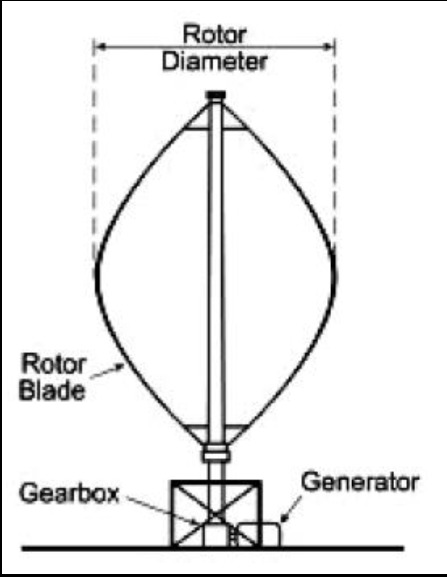 Rotor
Diameter
Rotor
Blade
Gearbox
Generator